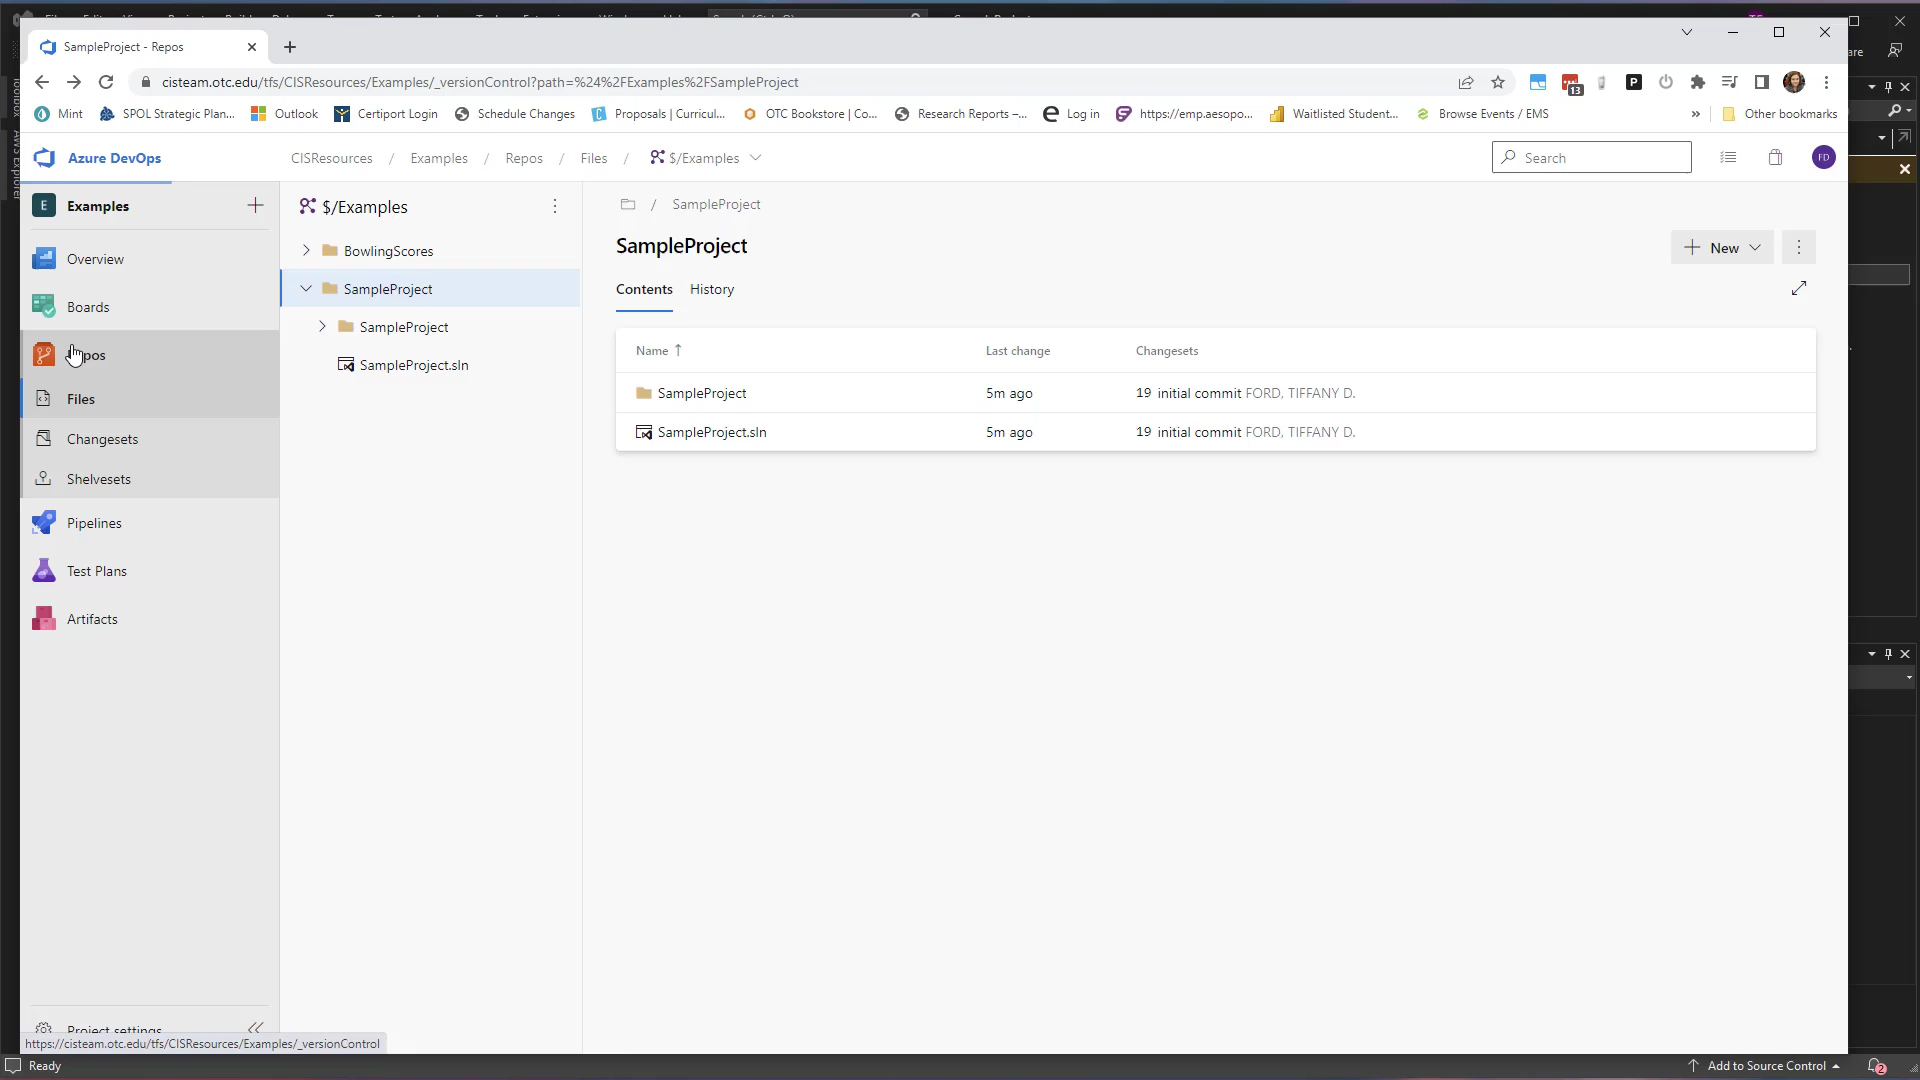 SampleProject - Repos
cisteam.otc.edu/tfs/CISResources/Examples/_versionControl?path=%24%2FExamples%2FSampleProject
13
Mint
SPOL Strategic Plan...
Outlook
Certiport Login
Schedule Changes
Proposals | Curricul...
OTC Bookstore | Co...
Research Reports –...
Log in
https://emp.aesopo...
Waitlisted Student...
Browse Events / EMS
»
Other bookmarks
Azure DevOps
CISResources / Examples / Repos / Files / $/Examples
Search
FD
E Examples
Overview
Boards
Files
Changesets
Shelvesets
Pipelines
Test Plans
Artifacts
Project settings
$/Examples
BowlingScores
SampleProject
SampleProject
SampleProject.sln
/ SampleProject
SampleProject
New
Contents History
Name Last change Changesets
SampleProject 5m ago 19 initial commit FORD, TIFFANY D.
SampleProject.sln 5m ago 19 initial commit FORD, TIFFANY D.
https://cisteam.otc.edu/tfs/CISResources/Examples/_versionControl
Ready
Add to Source Control
2